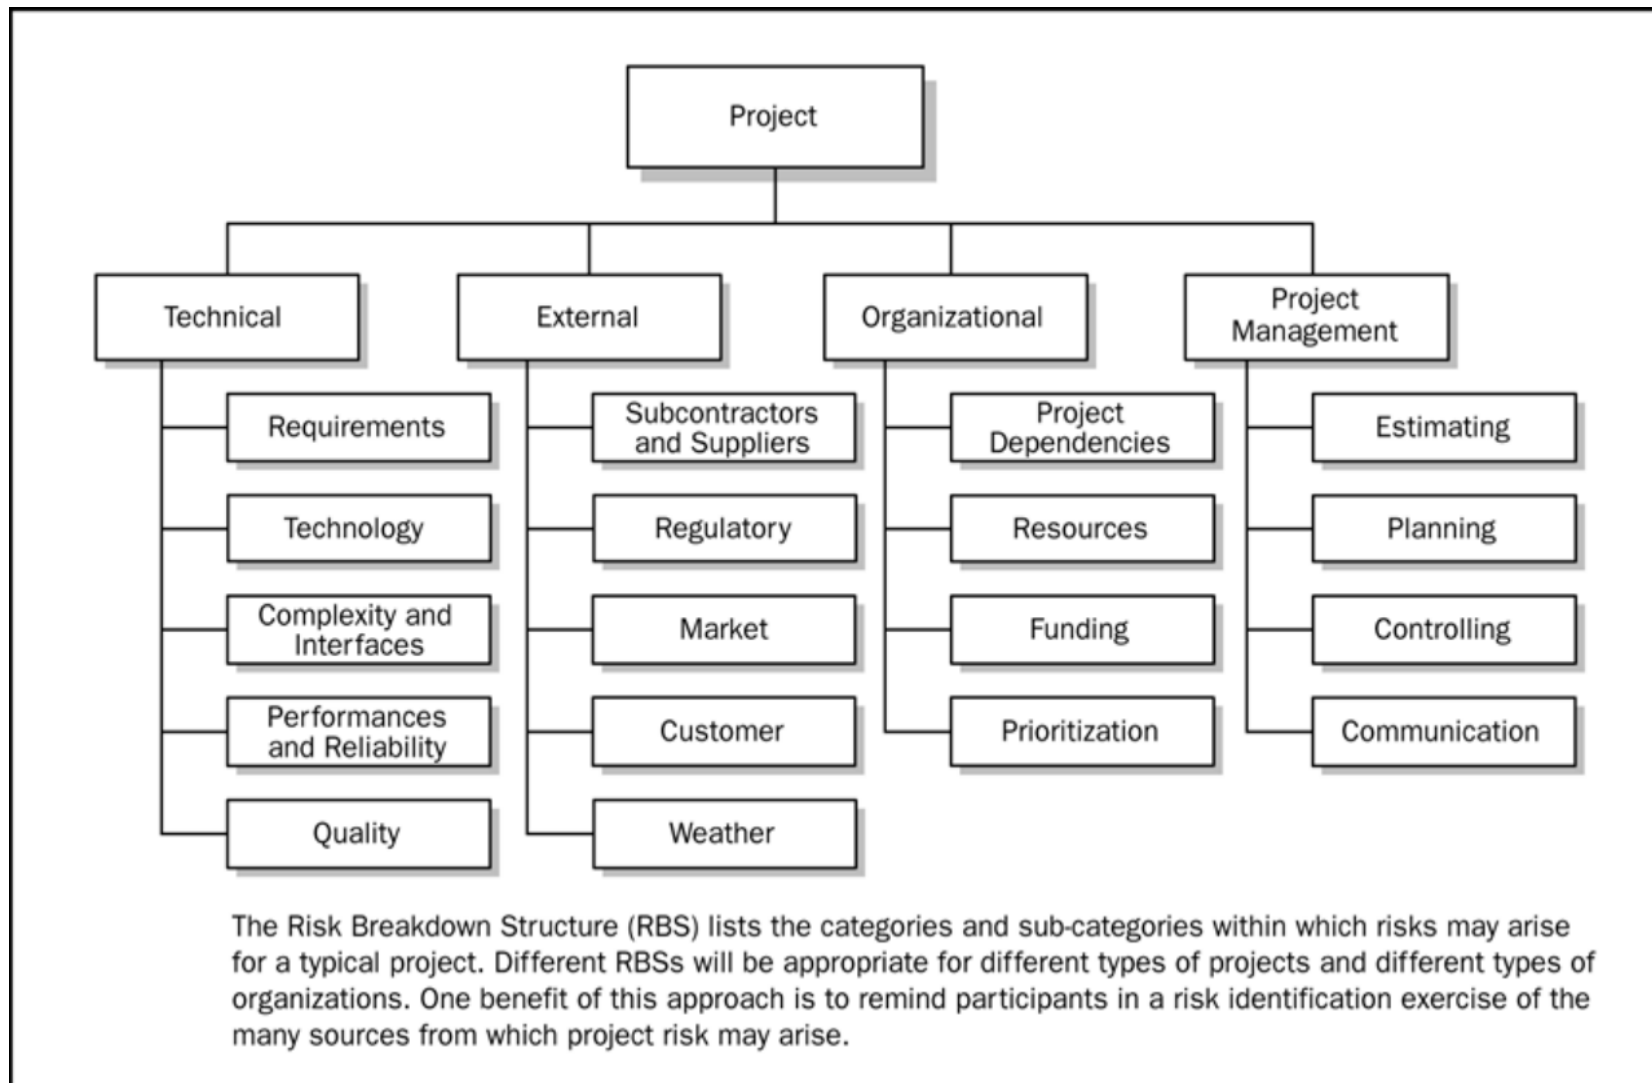 Project
Technical
External
Organizational
Project
Management
Requirements
Technology
Complexity and
Interfaces
Performances
and Reliability
Quality
Subcontractors
and Suppliers
Regulatory
Market
Customer
Weather
Project
Dependencies
Resources
Funding
Prioritization
Estimating
Planning
Controlling
Communication
The Risk Breakdown Structure (RBS) lists the categories and sub-categories within which risks may arise
for a typical project. Different RBSs will be appropriate for different types of projects and different types of
organizations. One benefit of this approach is to remind participants in a risk identification exercise of the
many sources from which project risk may arise.